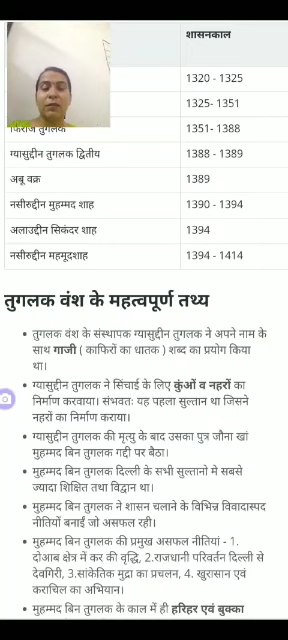 शासनकाल
1320 - 1325
1325- 1351
फिराज तुगलक 1351- 1388
ग्यासुद्दीन तुगलक द्वितीय 1388 - 1389
अबू वक्र 1389
नसीरुद्दीन मुहम्मद शाह 1390 - 1394
अलाउद्दीन सिकंदर शाह 1394
नसीरुद्दीन महमूदशाह 1394 - 1414
तुगलक वंश के महत्वपूर्ण तथ्य
तुगलक वंश के संस्थापक ग्यासुद्दीन तुगलक ने अपने नाम के
साथ गाजी ( काफिरों का धातक ) शब्द का प्रयोग किया
था।
ग्यासुद्दीन तुगलक ने सिंचाई के लिए कुंओं व नहरों का
निर्माण करवाया। संभवतः यह पहला सुल्तान था जिसने
नहरों का निर्माण कराया।
ग्यासुद्दीन तुगलक की मृत्यु के बाद उसका पुत्र जौना खां
मुहम्मद बिन तुगलक गद्दी पर बैठा।
मुहम्मद बिन तुगलक दिल्ली के सभी सुल्तानो मे सबसे
ज्यादा शिक्षित तथा विद्वान था।
मुहम्मद बिन तुगलक ने शासन चलाने के विभिन्न विवादास्पद
नीतियों बनाईं जो असफल रही।
मुहम्मद बिन तुगलक की प्रमुख असफल नीतियां - 1.
दोआब क्षेत्र में कर की वृद्धि, 2.राजधानी परिवर्तन दिल्ली से
देवगिरी, 3.सांकेतिक मुद्रा का प्रचलन, 4. खुरासान एवं
कराचिल का अभियान।
मुहम्मद बिन तुगलक के काल में ही हरिहर एवं बुक्का